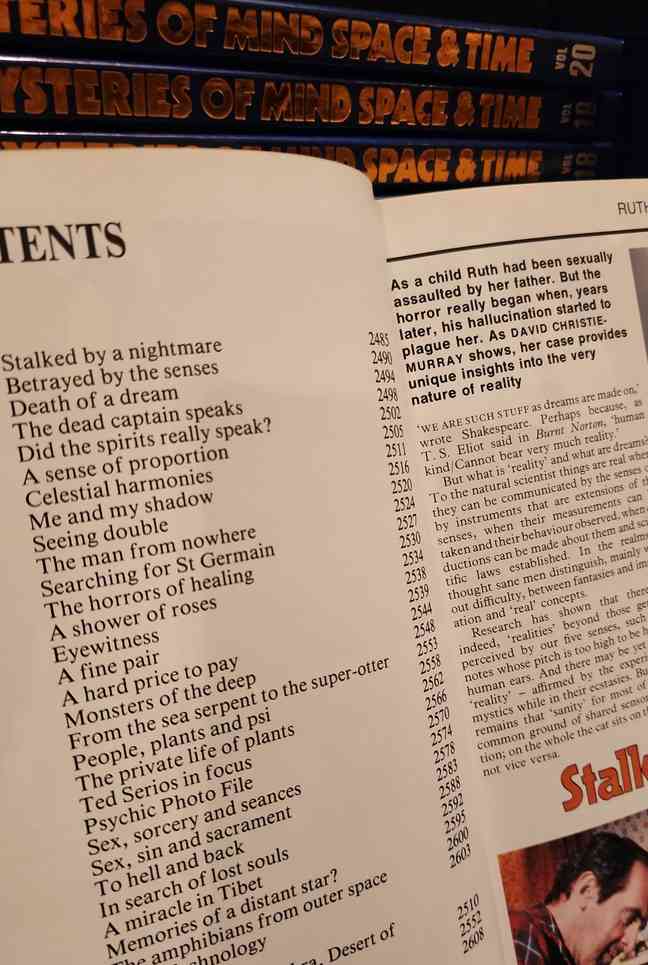 TERIES OF MIND SPACE & TIME VOL 20
YSTERIES OF MIND SPACE & TIME VOL 19
MIND SPACE & TIME VOL 18
TENTS
Stalked by a nightmare 2485
Betrayed by the senses 2490
Death of a dream 2494
The dead captain speaks 2498
Did the spirits really speak? 2502
A sense of proportion 2505
Celestial harmonies 2511
Me and my shadow 2516
Seeing double 2520
The man from nowhere 2524
Searching for St Germain 2527
The horrors of healing 2530
A shower of roses 2534
Eyewitness 2538
A fine pair 2539
A hard price to pay 2544
Monsters of the deep 2548
From the sea serpent to the super-otter 2553
People, plants and psi 2558
The private life of plants 2562
Ted Serios in focus 2566
Psychic Photo File 2570
Sex, sorcery and seances 2574
Sex, sin and sacrament 2578
To hell and back 2583
In search of lost souls 2588
A miracle in Tibet 2592
Memories of a distant star? 2595
The amphibians from outer space 2600
chnology 2603
2510
Desert of 2552
2608
RUTH
As a child Ruth had been sexually
assaulted by her father. But the
horror really began when, years
later, his hallucination started to
plague her. As DAVID CHRISTIE-
MURRAY shows, her case provides
unique insights into the very
nature of reality
'WE ARE SUCH STUFF as dreams are made on,'
wrote Shakespeare. Perhaps because, as
T. S. Eliot said in Burnt Norton, 'human
kind/Cannot bear very much reality.'
But what is 'reality' and what are dreams
To the natural scientist things are real when
they can be communicated by the senses o
by instruments that are extensions of th
senses, when their measurements can
taken and their behaviour observed, when
ductions can be made about them and sci
tific laws established. In the realms
thought sane men distinguish, mainly w
out difficulty, between fantasies and im
ation and 'real' concepts.
Research has shown that there
indeed, 'realities' beyond those ge
perceived by our five senses, such
notes whose pitch is too high to be h
human ears. And there may be yet
'reality' – affirmed by the experi
mystics while in their ecstasies. Bu
remains that 'sanity' for most of
common ground of shared sensor
tion; on the whole the cat sits on t
not vice versa.
Stalk